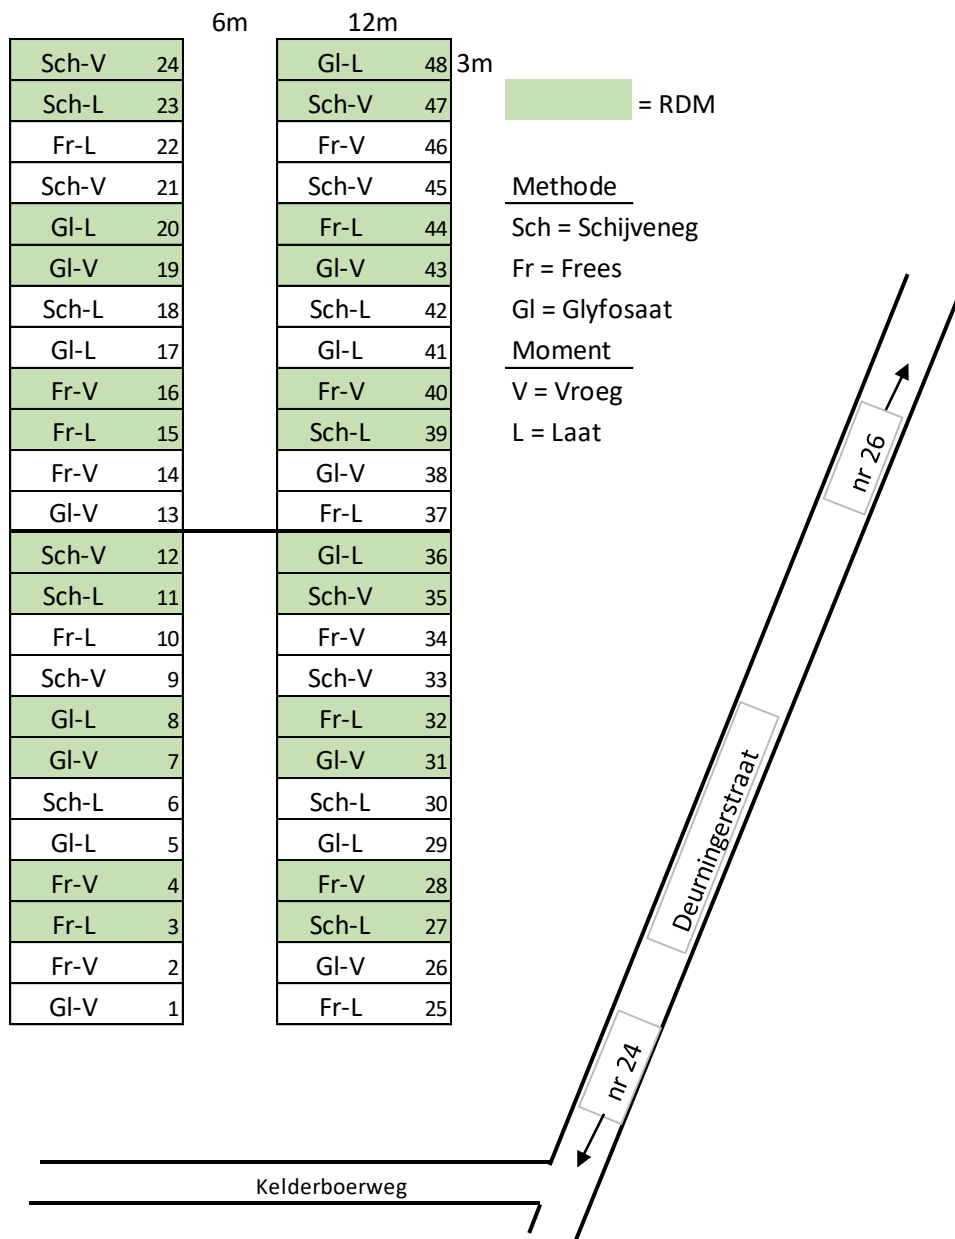 6m 12m
Sch-V 24 Gl-L 48 3m
Sch-L 23 Sch-V 47 = RDM
Fr-L 22 Fr-V 46
Sch-V 21 Sch-V 45 Methode
Gl-L 20 Fr-L 44 Sch = Schijveneg
Gl-V 19 Gl-V 43 Fr = Frees
Sch-L 18 Sch-L 42 Gl = Glyfosaat
Gl-L 17 Gl-L 41 Moment
Fr-V 16 Fr-V 40 V = Vroeg
Fr-L 15 Sch-L 39 L = Laat
Fr-V 14 Gl-V 38 nr 26
Gl-V 13 Fr-L 37
Sch-V 12 Gl-L 36
Sch-L 11 Sch-V 35
Fr-L 10 Fr-V 34
Sch-V 9 Sch-V 33
Gl-L 8 Fr-L 32
Gl-V 7 Gl-V 31
Sch-L 6 Sch-L 30
Gl-L 5 Gl-L 29
Fr-V 4 Fr-V 28
Fr-L 3 Sch-L 27
Fr-V 2 Gl-V 26
Gl-V 1 Fr-L 25
Deurningerstraat
nr 24
Kelderboerweg